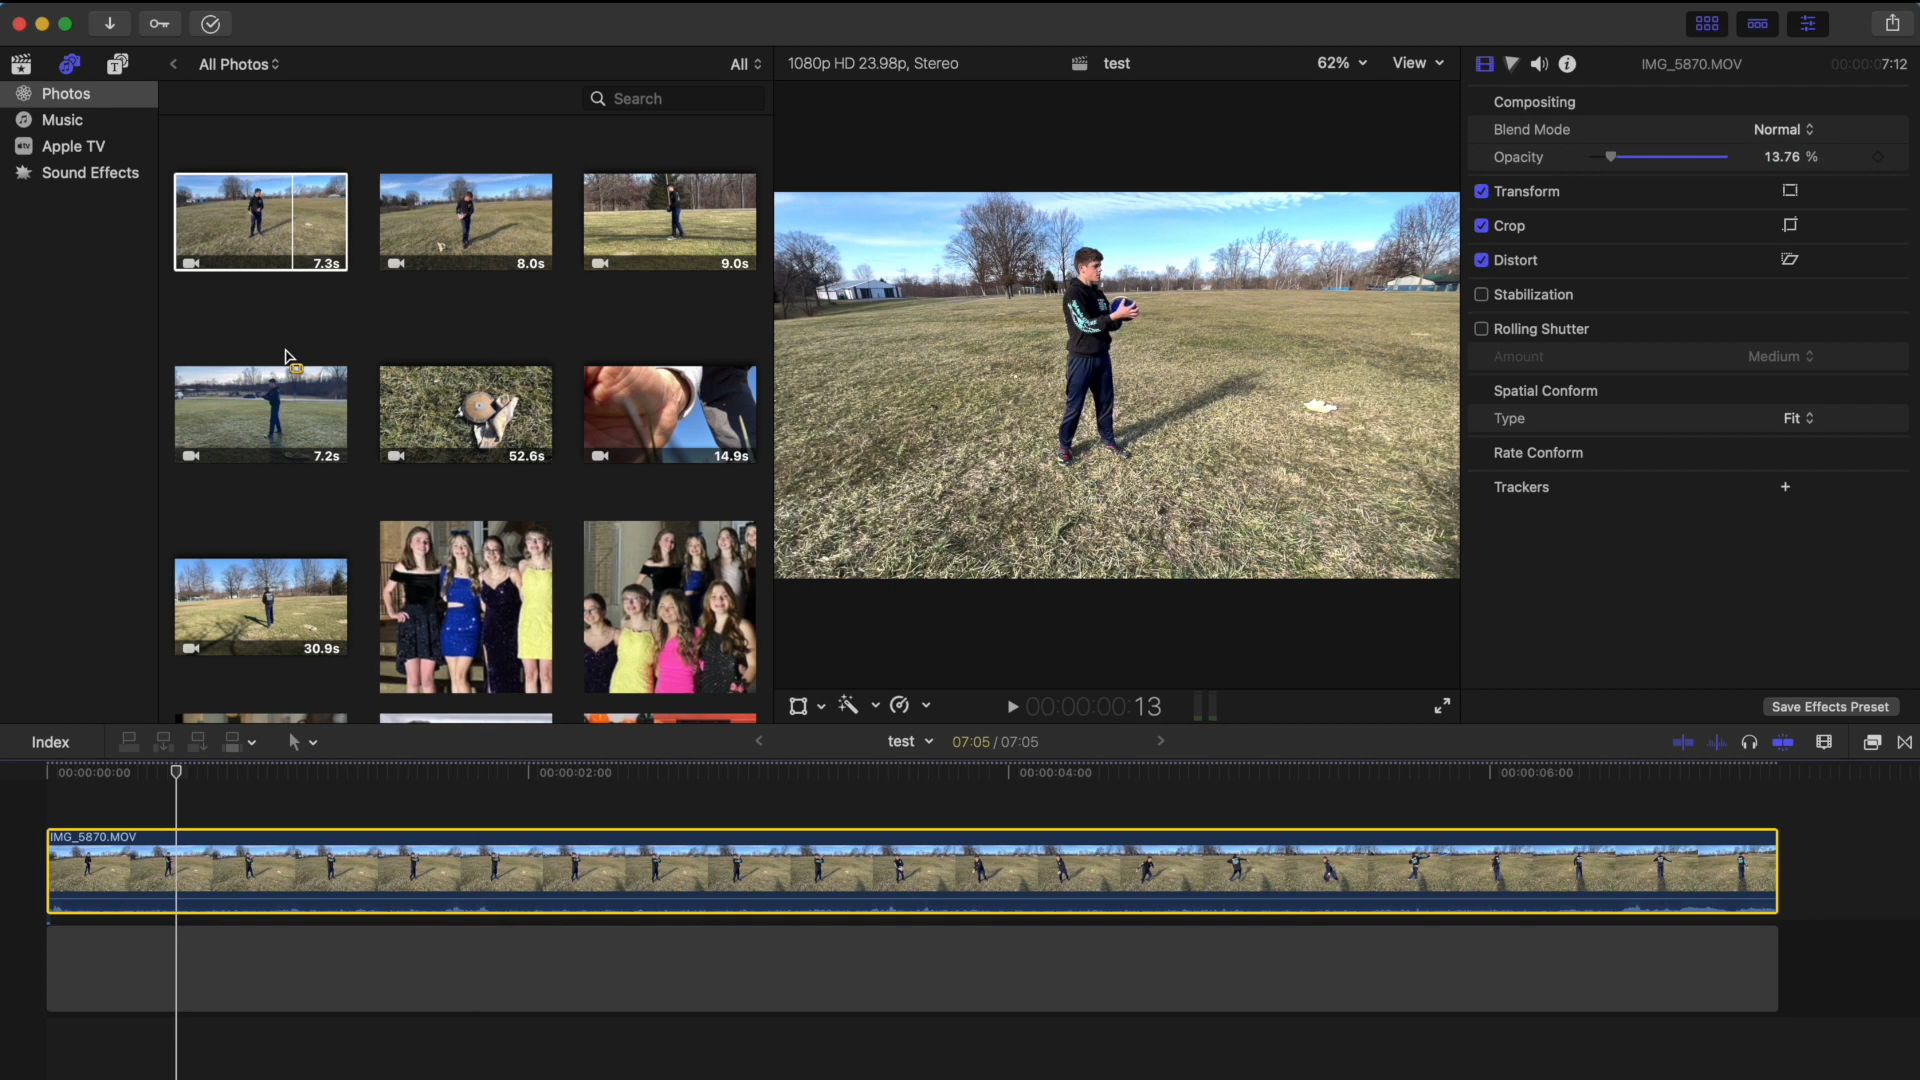 All Photos
All
1080p HD 23.98p, Stereo
test
62%
View
IMG_5870.MOV
00:00:07:12
Photos
Music
Apple TV
Sound Effects
Search
7.3s
8.0s
9.0s
7.2s
52.6s
14.9s
30.9s
Compositing
Blend Mode
Normal
Opacity
13.76 %
Transform
Crop
Distort
Stabilization
Rolling Shutter
Amount
Medium
Spatial Conform
Type
Fit
Rate Conform
Trackers
00:00:00:13
Save Effects Preset
Index
test
07:05 / 07:05
00:00:00:00
00:00:02:00
00:00:04:00
00:00:06:00
IMG_5870.MOV